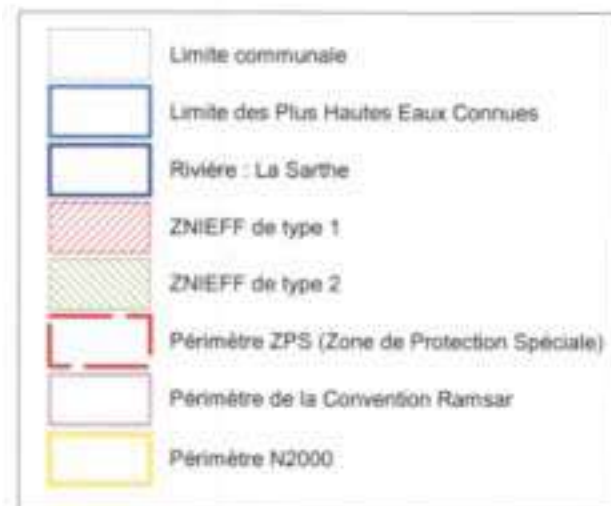 Limite communale
Limite des Plus Hautes Eaux Connues
Rivière : La Sarthe
ZNIEFF de type 1
ZNIEFF de type 2
Périmètre ZPS (Zone de Protection Spéciale)
Périmètre de la Convention Ramsar
Périmètre N2000